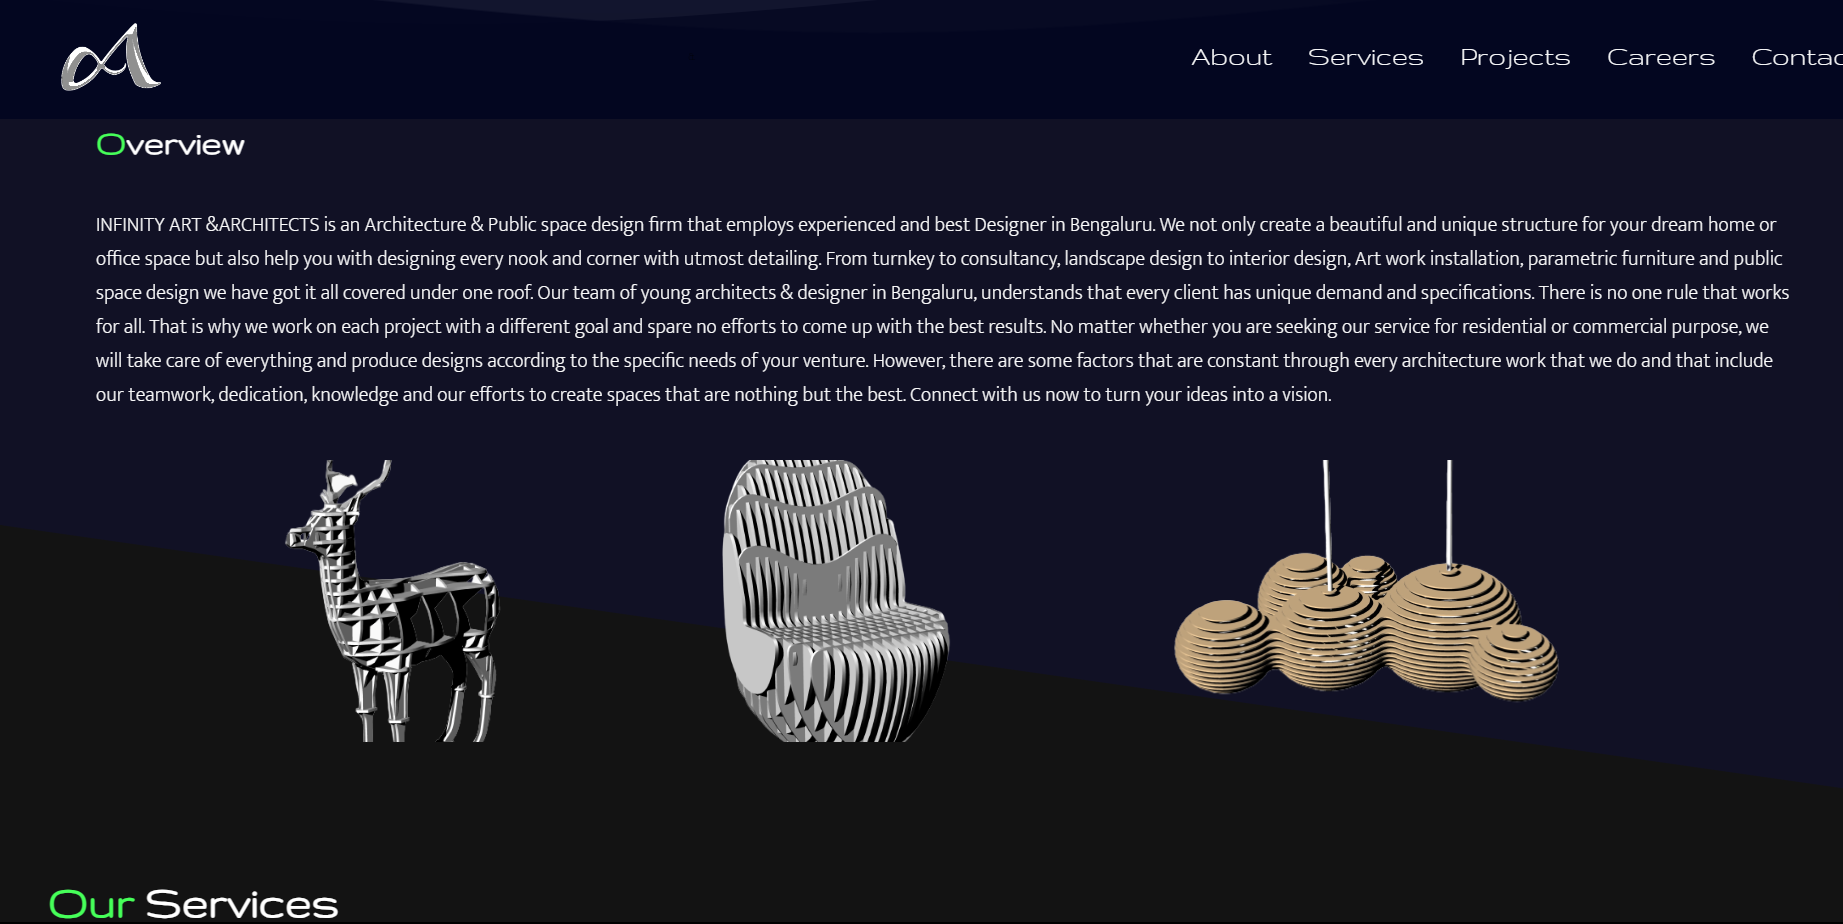 About Services Projects Careers Contac
Overview
INFINITY ART &ARCHITECTS is an Architecture & Public space design firm that employs experienced and best Designer in Bengaluru. We not only create a beautiful and unique structure for your dream home or
office space but also help you with designing every nook and corner with utmost detailing. From turnkey to consultancy, landscape design to interior design, Art work installation, parametric furniture and public
space design we have got it all covered under one roof. Our team of young architects & designer in Bengaluru, understands that every client has unique demand and specifications. There is no one rule that works
for all. That is why we work on each project with a different goal and spare no efforts to come up with the best results. No matter whether you are seeking our service for residential or commercial purpose, we
will take care of everything and produce designs according to the specific needs of your venture. However, there are some factors that are constant through every architecture work that we do and that include
our teamwork, dedication, knowledge and our efforts to create spaces that are nothing but the best. Connect with us now to turn your ideas into a vision.
Our Services